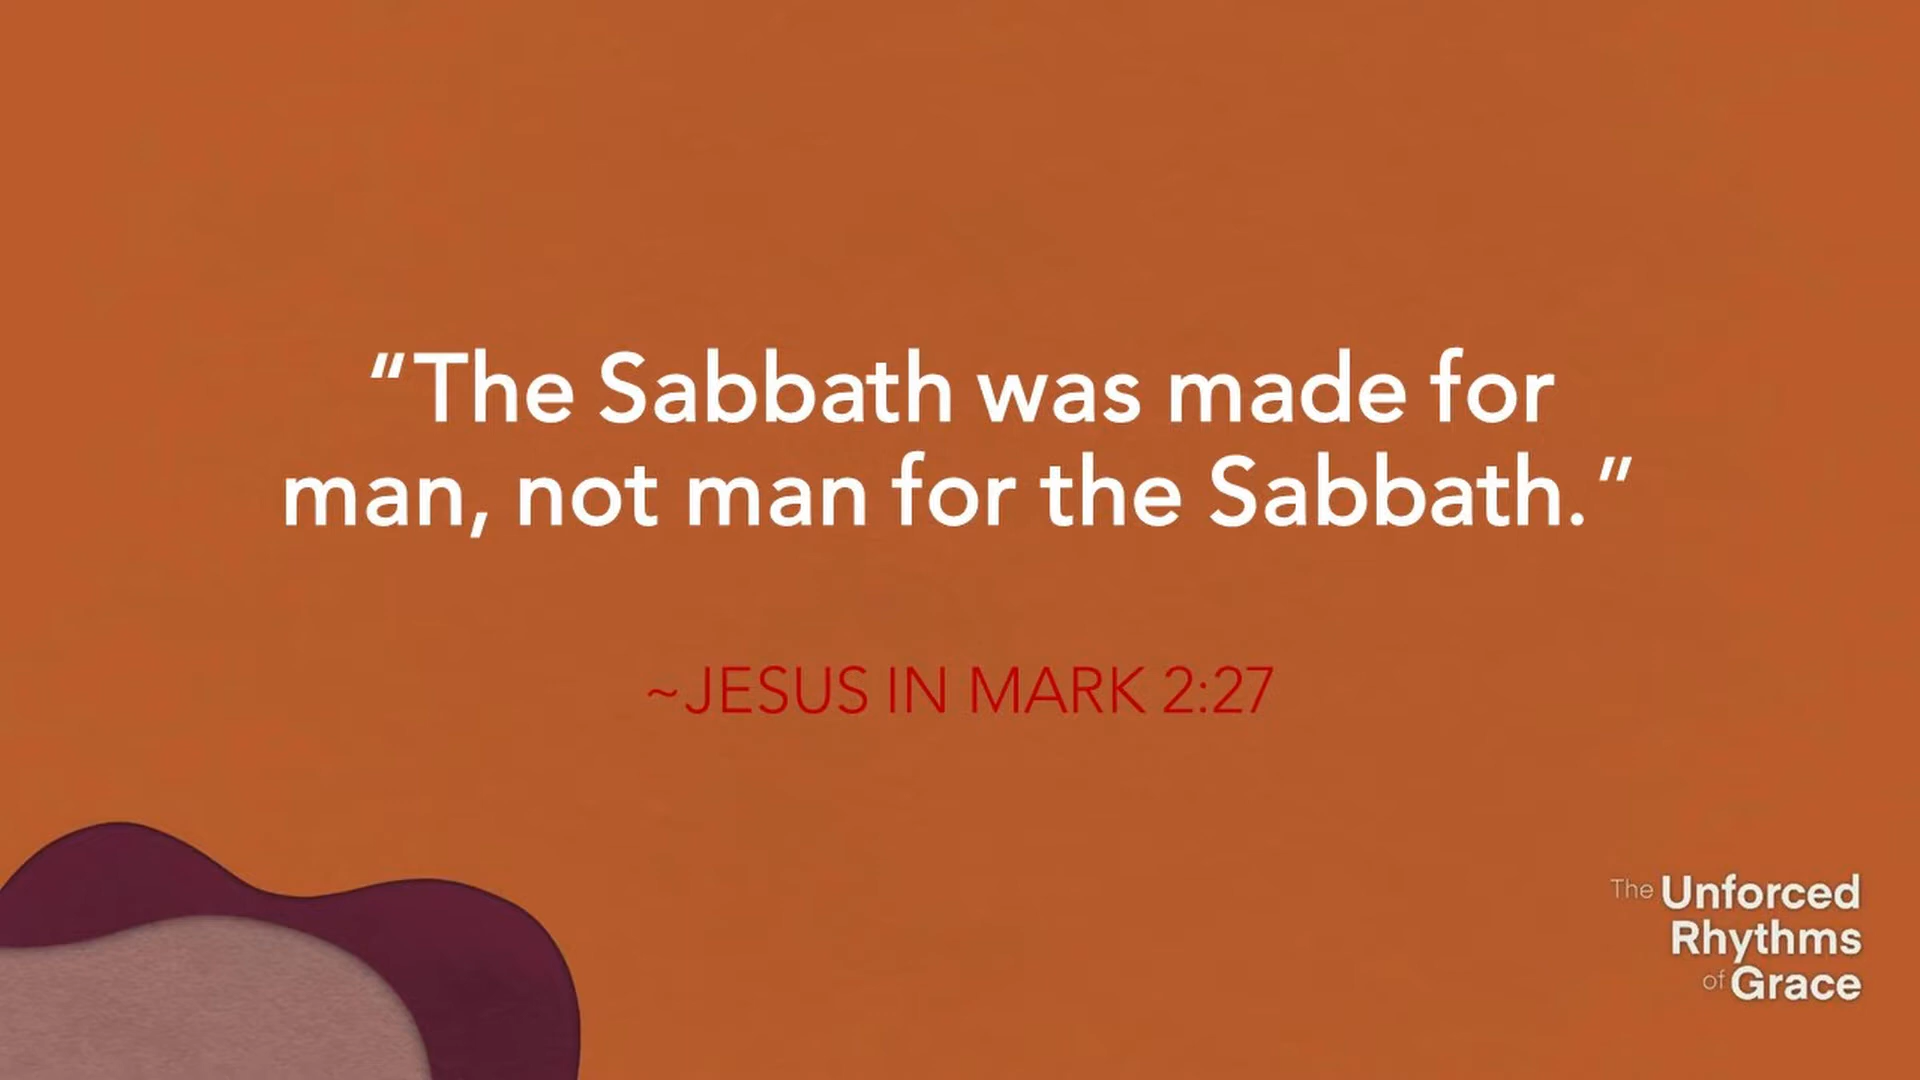 “The Sabbath was made for
man, not man for the Sabbath.”
~JESUS IN MARK 2:27
The Unforced
Rhythms
of Grace